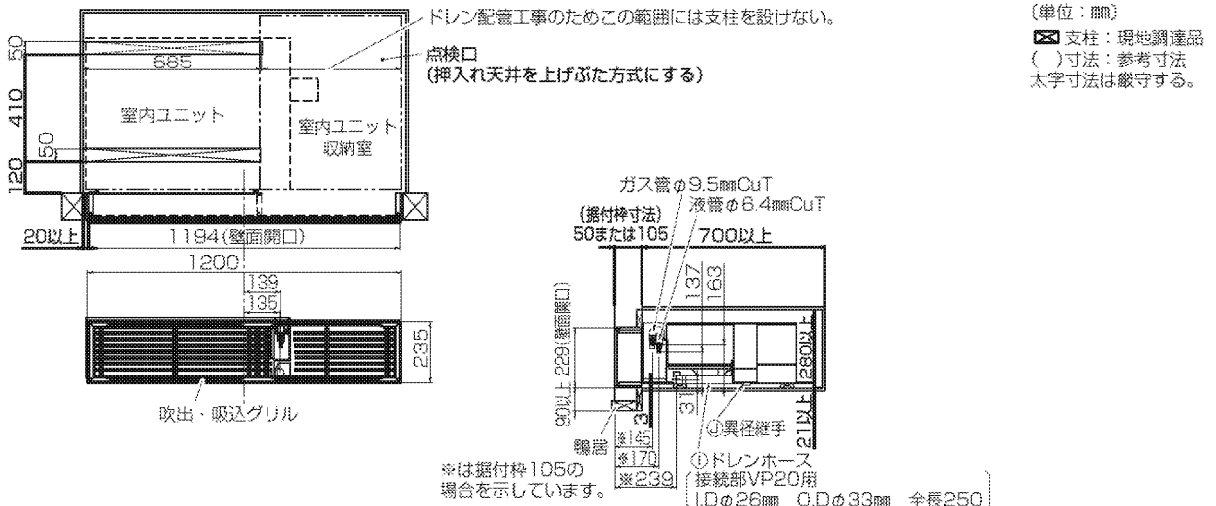 ドレン配管工事のためこの範囲には支柱を設けない。
点検口
(押入れ天井を上げぶた方式にする)
50
685
410
室内ユニット
室内ユニット
収納室
50
120
20以上
1194(壁面開口)
1200
139
135
235
吹出・吸込グリル
(単位:mm)
支柱:現地調達品
( )寸法:参考寸法
太字寸法は厳守する。
ガス管φ9.5mmCuT
液管φ6.4mmCuT
(据付枠寸法)
50または105
700以上
137
163
229(壁面開口)
90以上
280以上
21以上
3
31
鴨居
※145
※170
※239
Ⓙ異径継手
Ⓘドレンホース
接続部VP20用
I.Dφ26mm O.Dφ33mm 全長250
※は据付枠105の
場合を示しています。